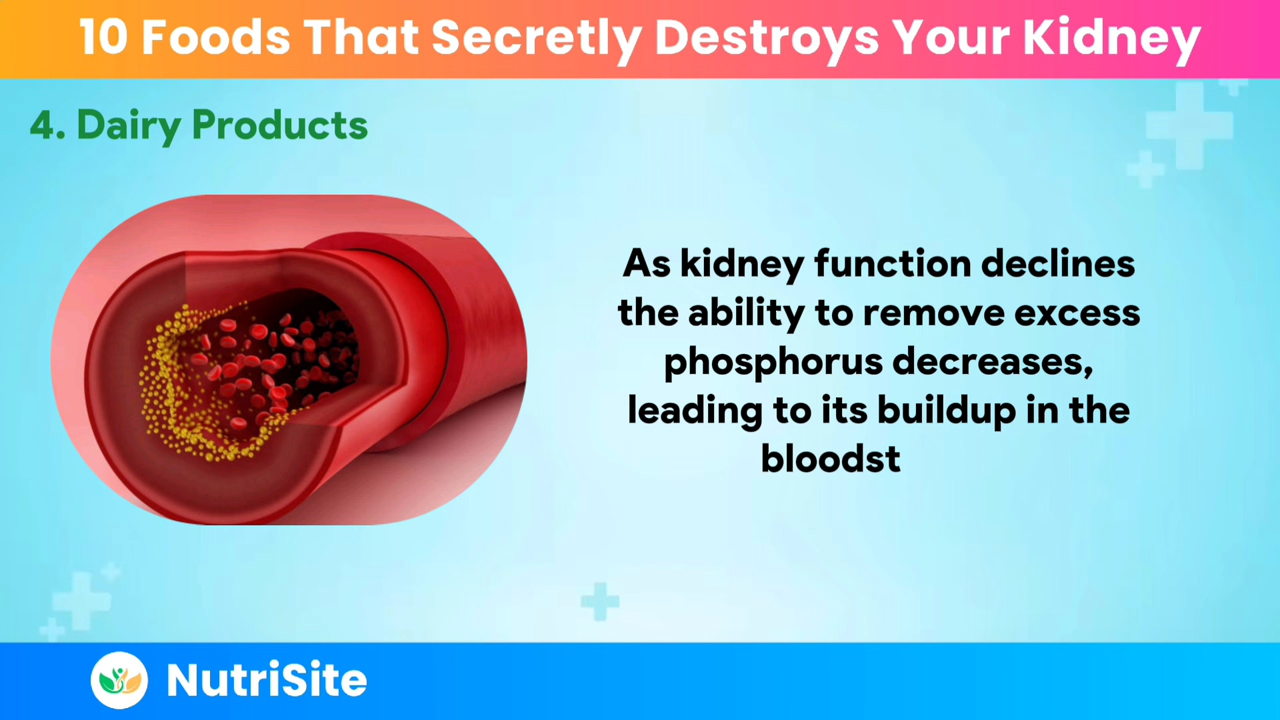 10 Foods That Secretly Destroys Your Kidney
4. Dairy Products
As kidney function declines
the ability to remove excess
phosphorus decreases,
leading to its buildup in the
bloodst
NutriSite